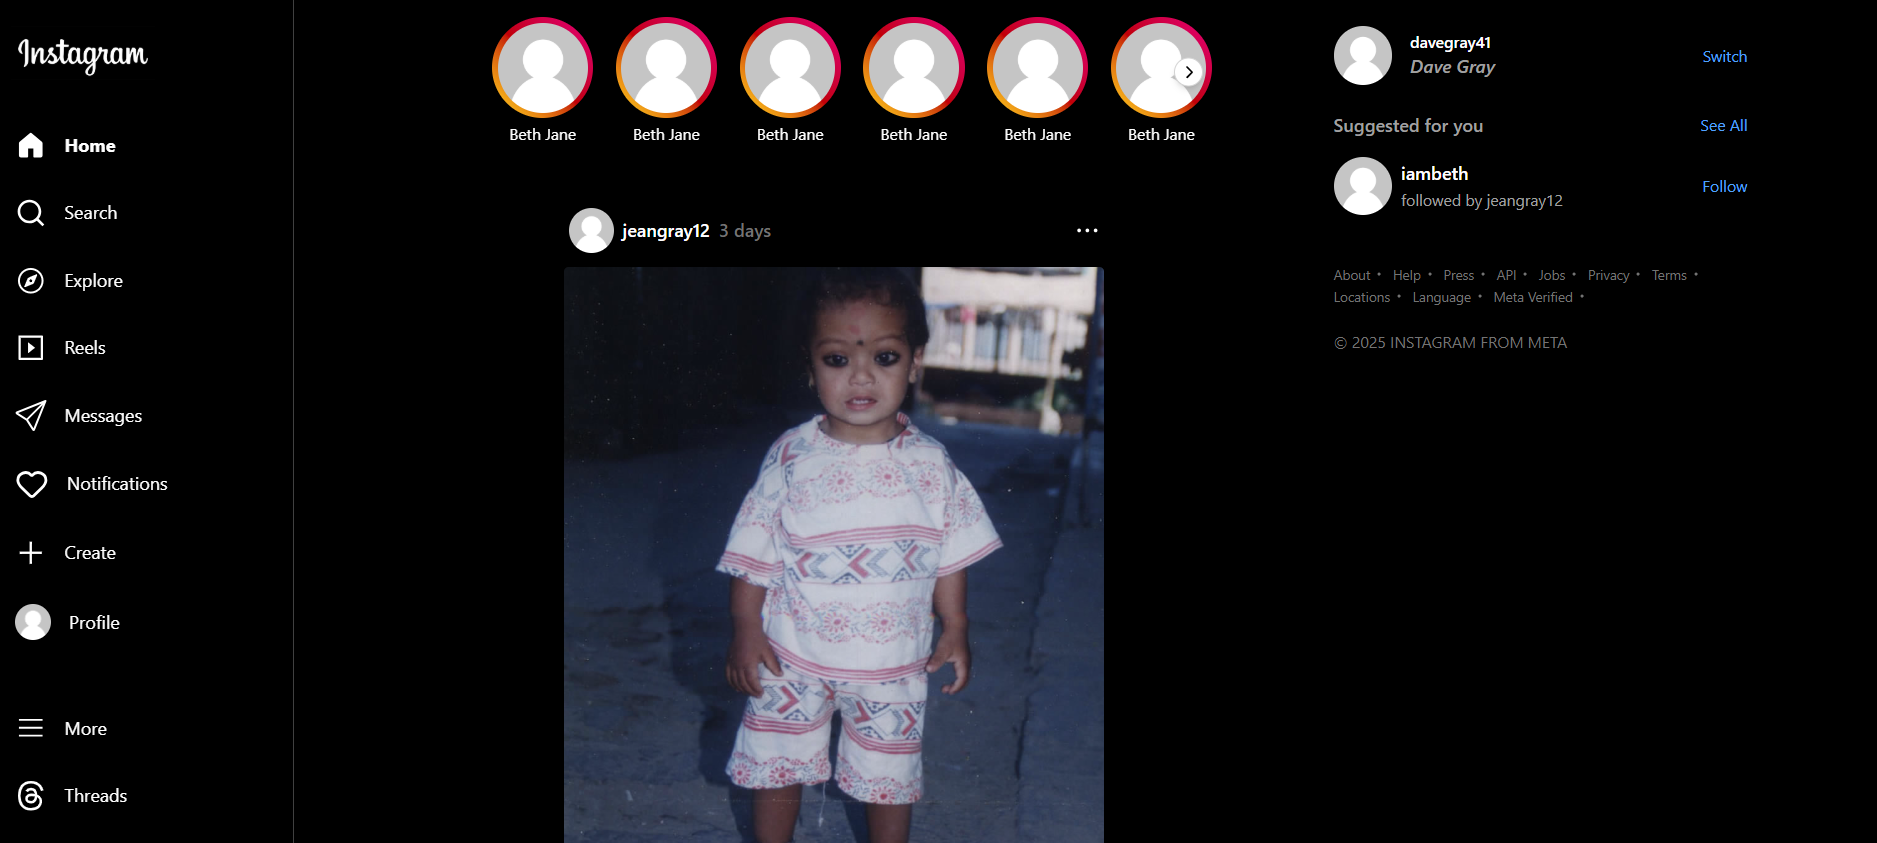 Instagram
Home
Search
Explore
Reels
Messages
Notifications
Create
Profile
More
Threads
Beth Jane
Beth Jane
Beth Jane
Beth Jane
Beth Jane
Beth Jane
jeangray12 3 days
davegray41
Dave Gray
Switch
Suggested for you
See All
iambeth
followed by jeangray12
Follow
About • Help • Press • API • Jobs • Privacy • Terms •
Locations • Language • Meta Verified •
© 2025 INSTAGRAM FROM META